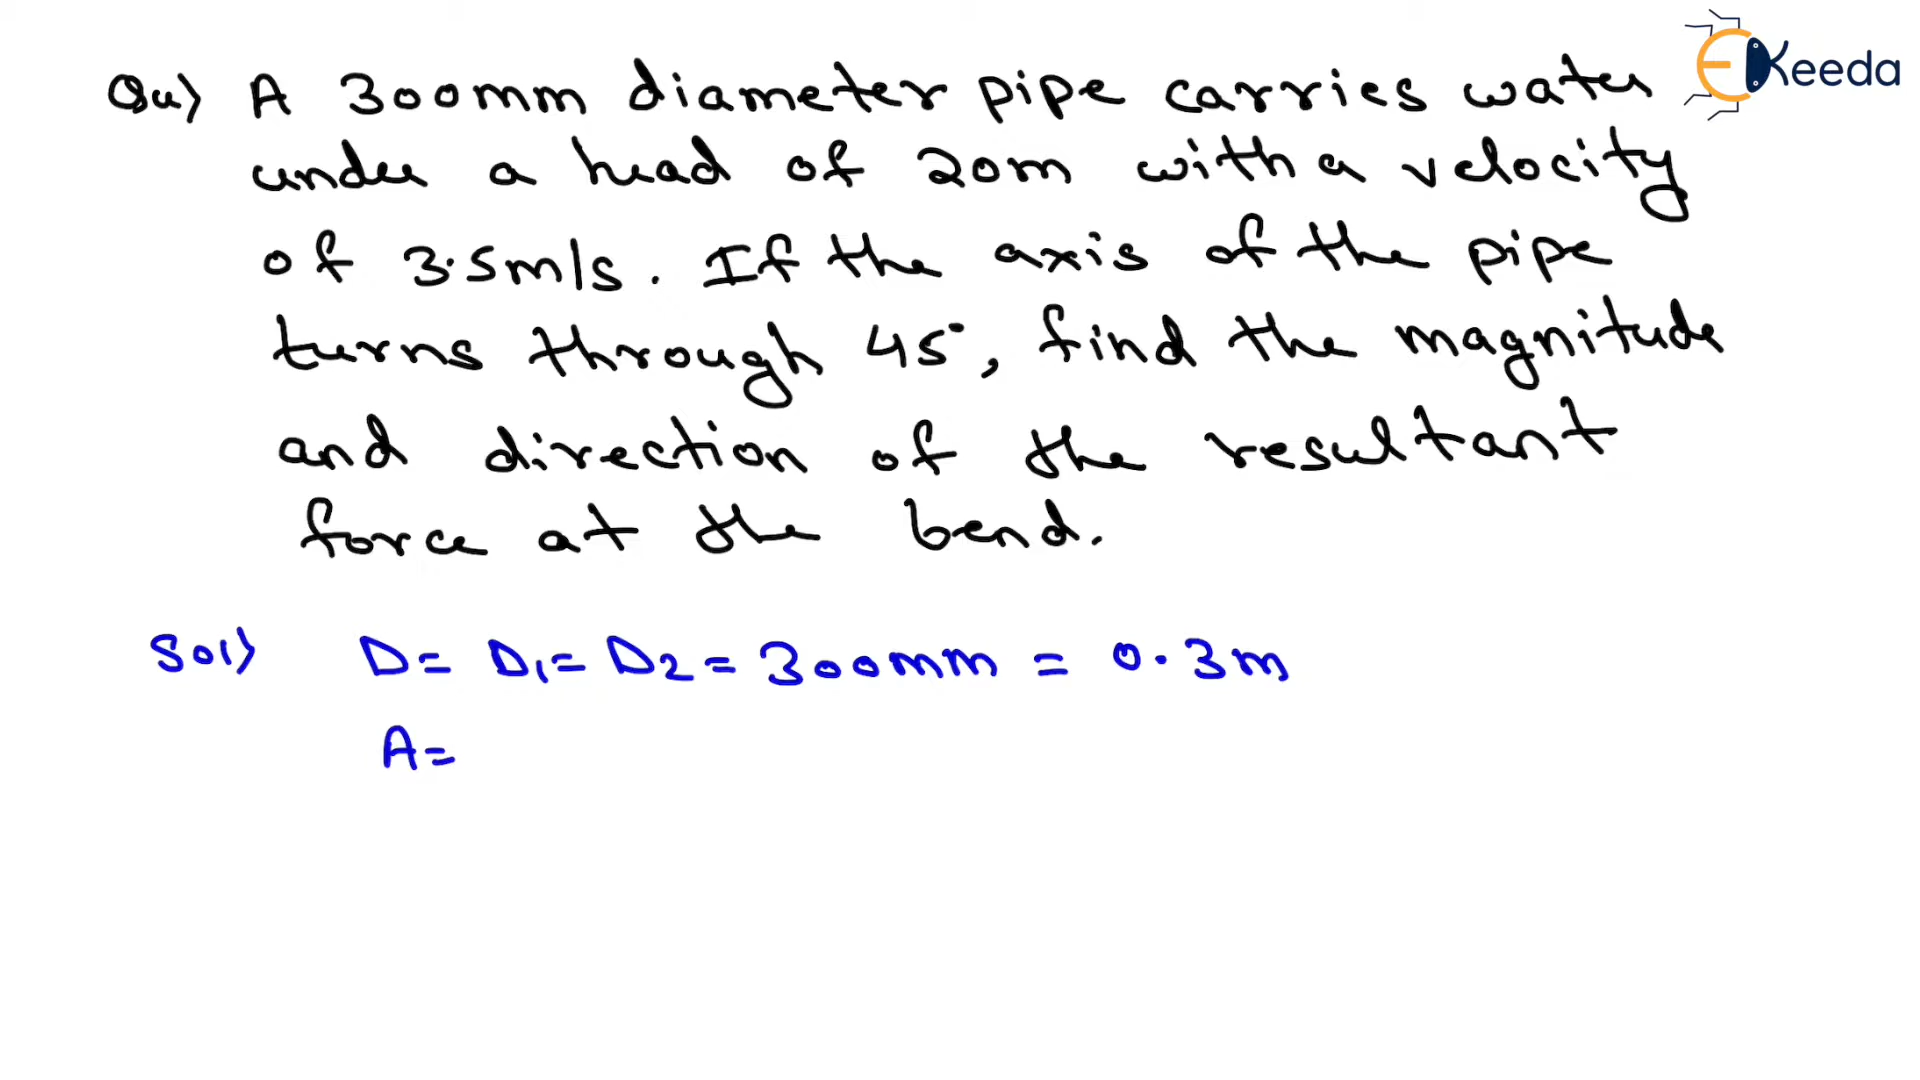 Qu) A 300mm diameter pipe carries water
under a head of 20m with a velocity
of 3.5m/s. If the axis of the pipe
turns through 45°, find the magnitude
and direction of the resultant
force at the bend.
Sol) D = D1 = D2 = 300mm = 0.3m
A =
EKeeda